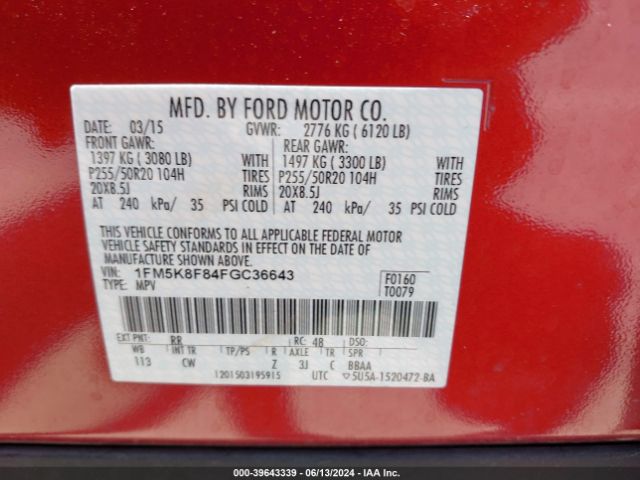 MFD. BY FORD MOTOR CO.
DATE: 03/15 GVWR: 2776 KG ( 6120 LB)
FRONT GAWR: REAR GAWR:
1397 KG ( 3080 LB) WITH 1497 KG ( 3300 LB) WITH
P255/50R20 104H TIRES P255/50R20 104H TIRES
20X8.5J RIMS 20X8.5J RIMS
AT 240 kPa/ 35 PSI COLD AT 240 kPa/ 35 PSI COLD
THIS VEHICLE CONFORMS TO ALL APPLICABLE FEDERAL MOTOR
VEHICLE SAFETY STANDARDS IN EFFECT ON THE DATE OF
MANUFACTURE SHOWN ABOVE.
VIN: 1FM5K8F84FGC36643 F0160
TYPE: MPV T0079
EXT PNT: RR RC: 48 DSO:
WB INT TR TP/PS R AXLE TR SPR
113 CW Z 3J C BBAA
1201503195915 UTC ▽5U5A-1520472-BA
000-39643339 - 06/13/2024 - IAAI.COM